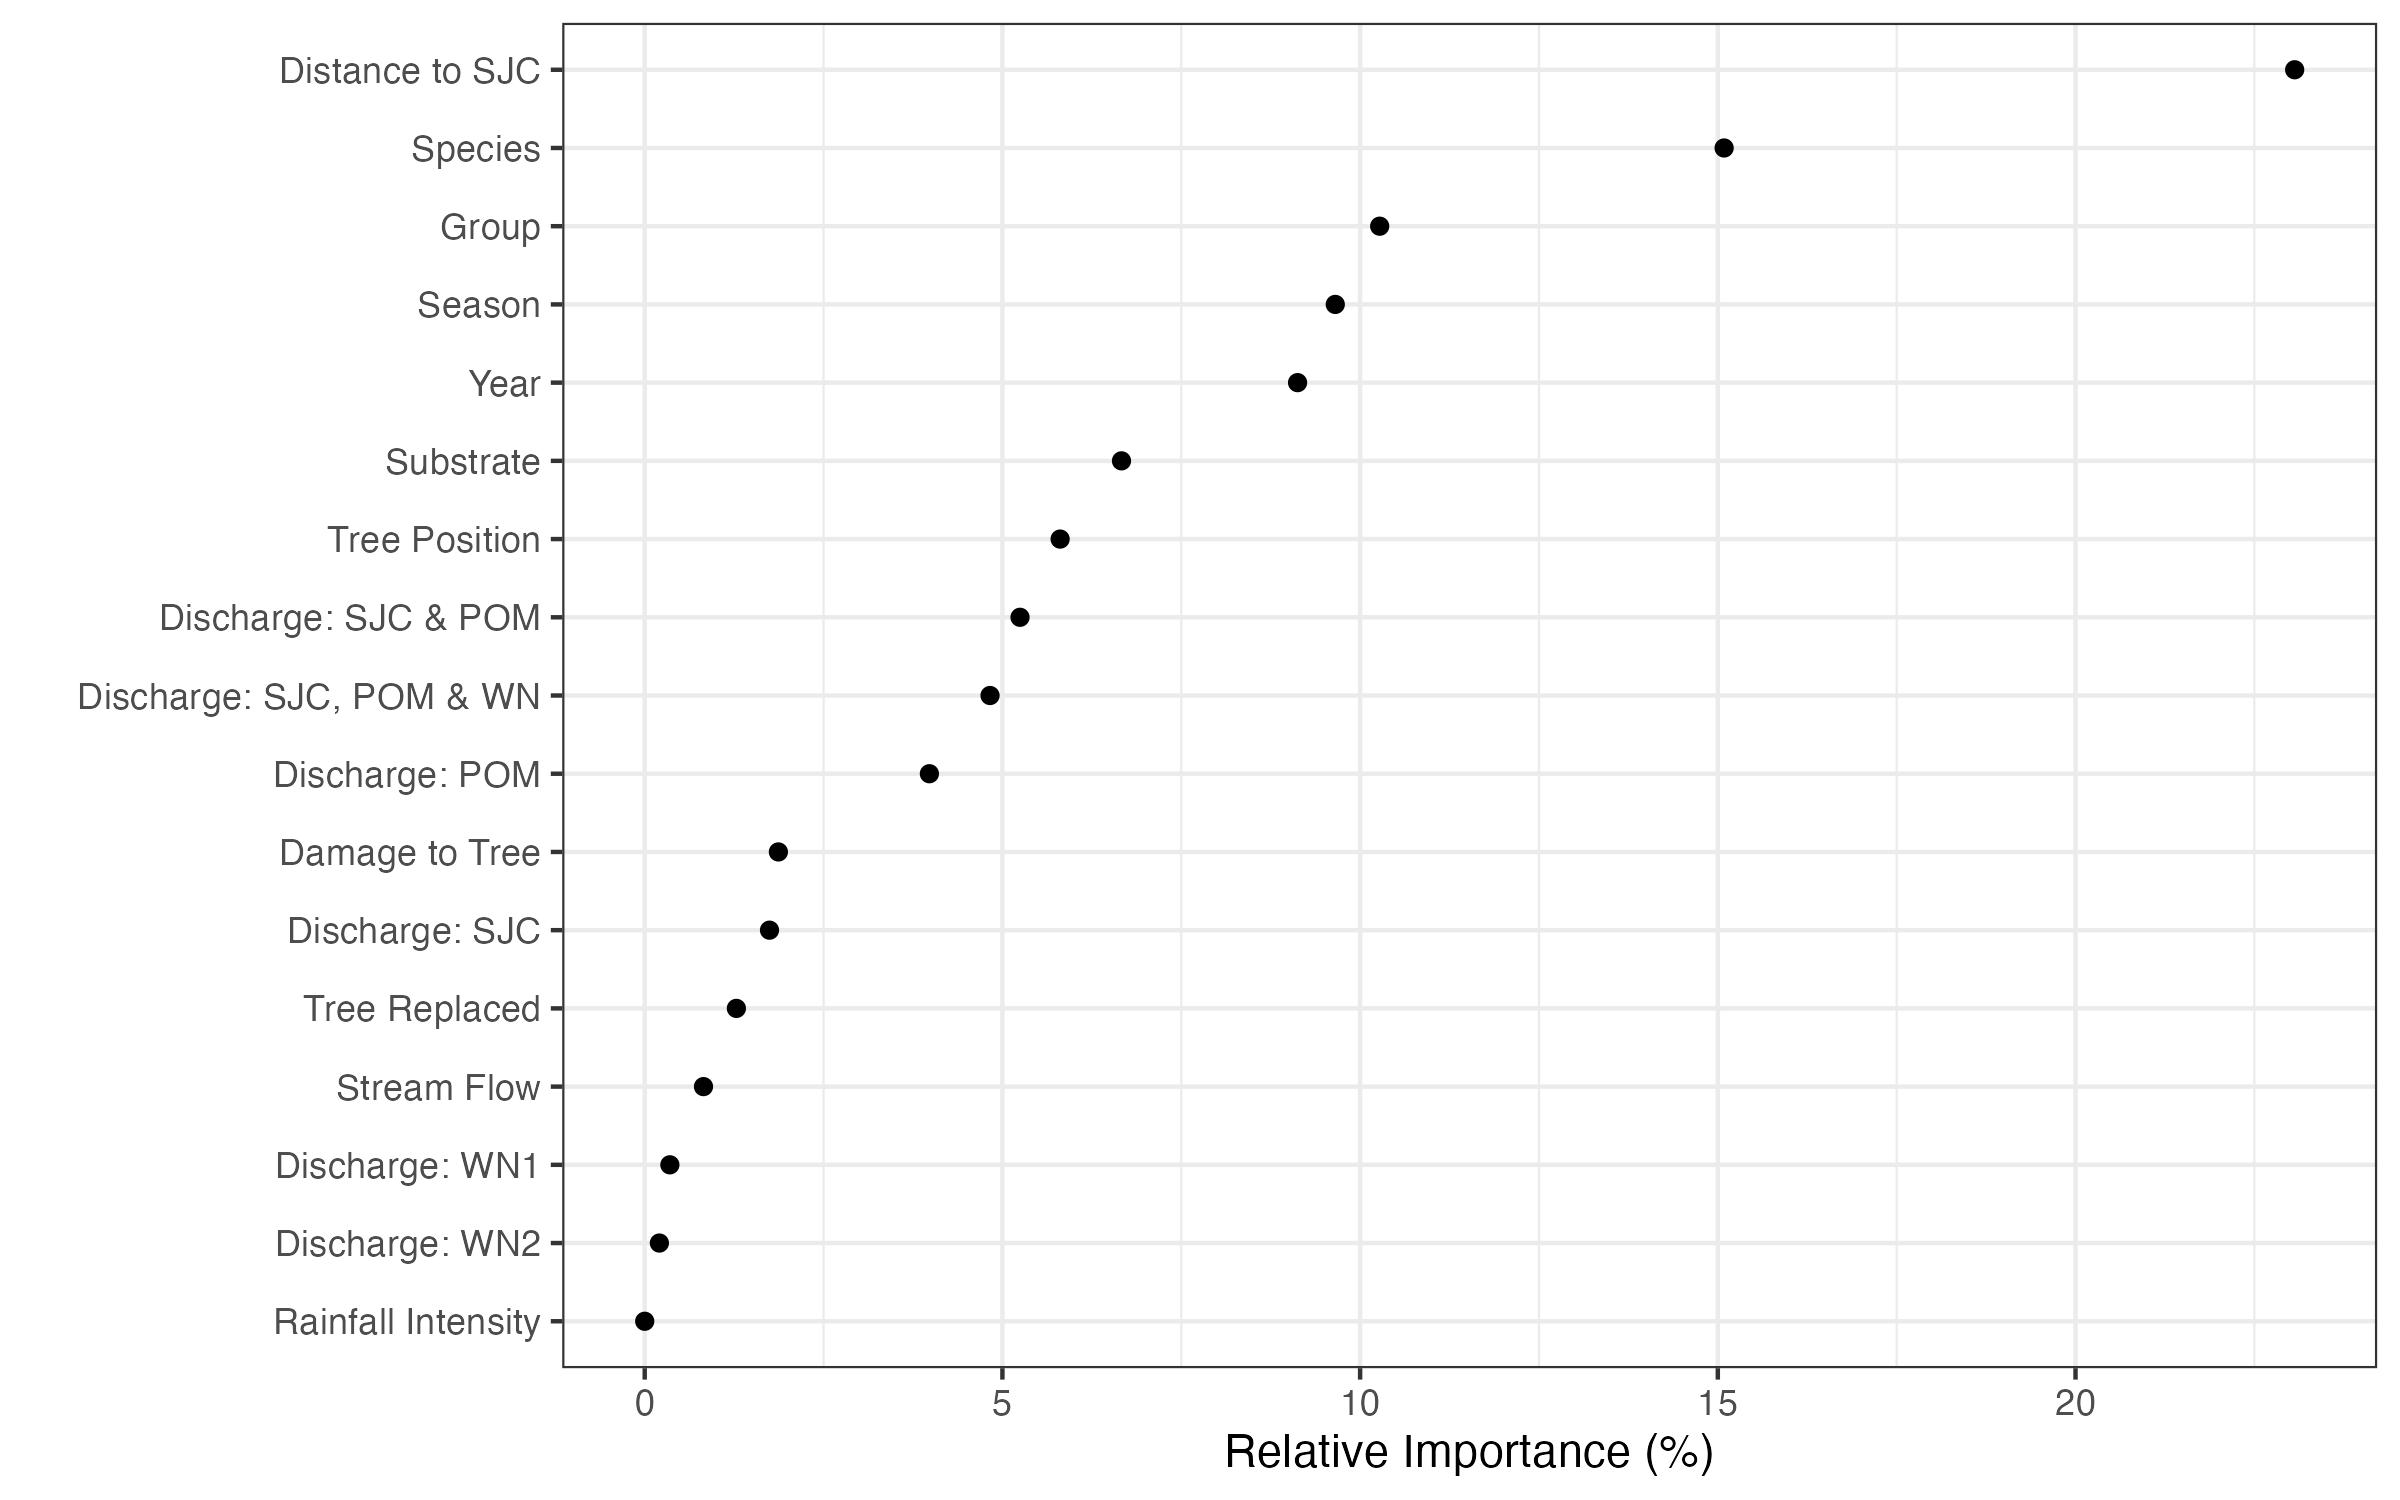 Distance to SJC
Species
Group
Season
Year
Substrate
Tree Position
Discharge: SJC & POM
Discharge: SJC, POM & WN
Discharge: POM
Damage to Tree
Discharge: SJC
Tree Replaced
Stream Flow
Discharge: WN1
Discharge: WN2
Rainfall Intensity
0 5 10 15 20
Relative Importance (%)